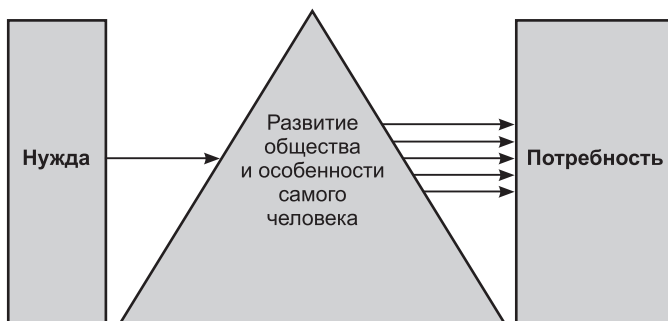 Нужда
Развитие
общества
и особенности
самого
человека
Потребность